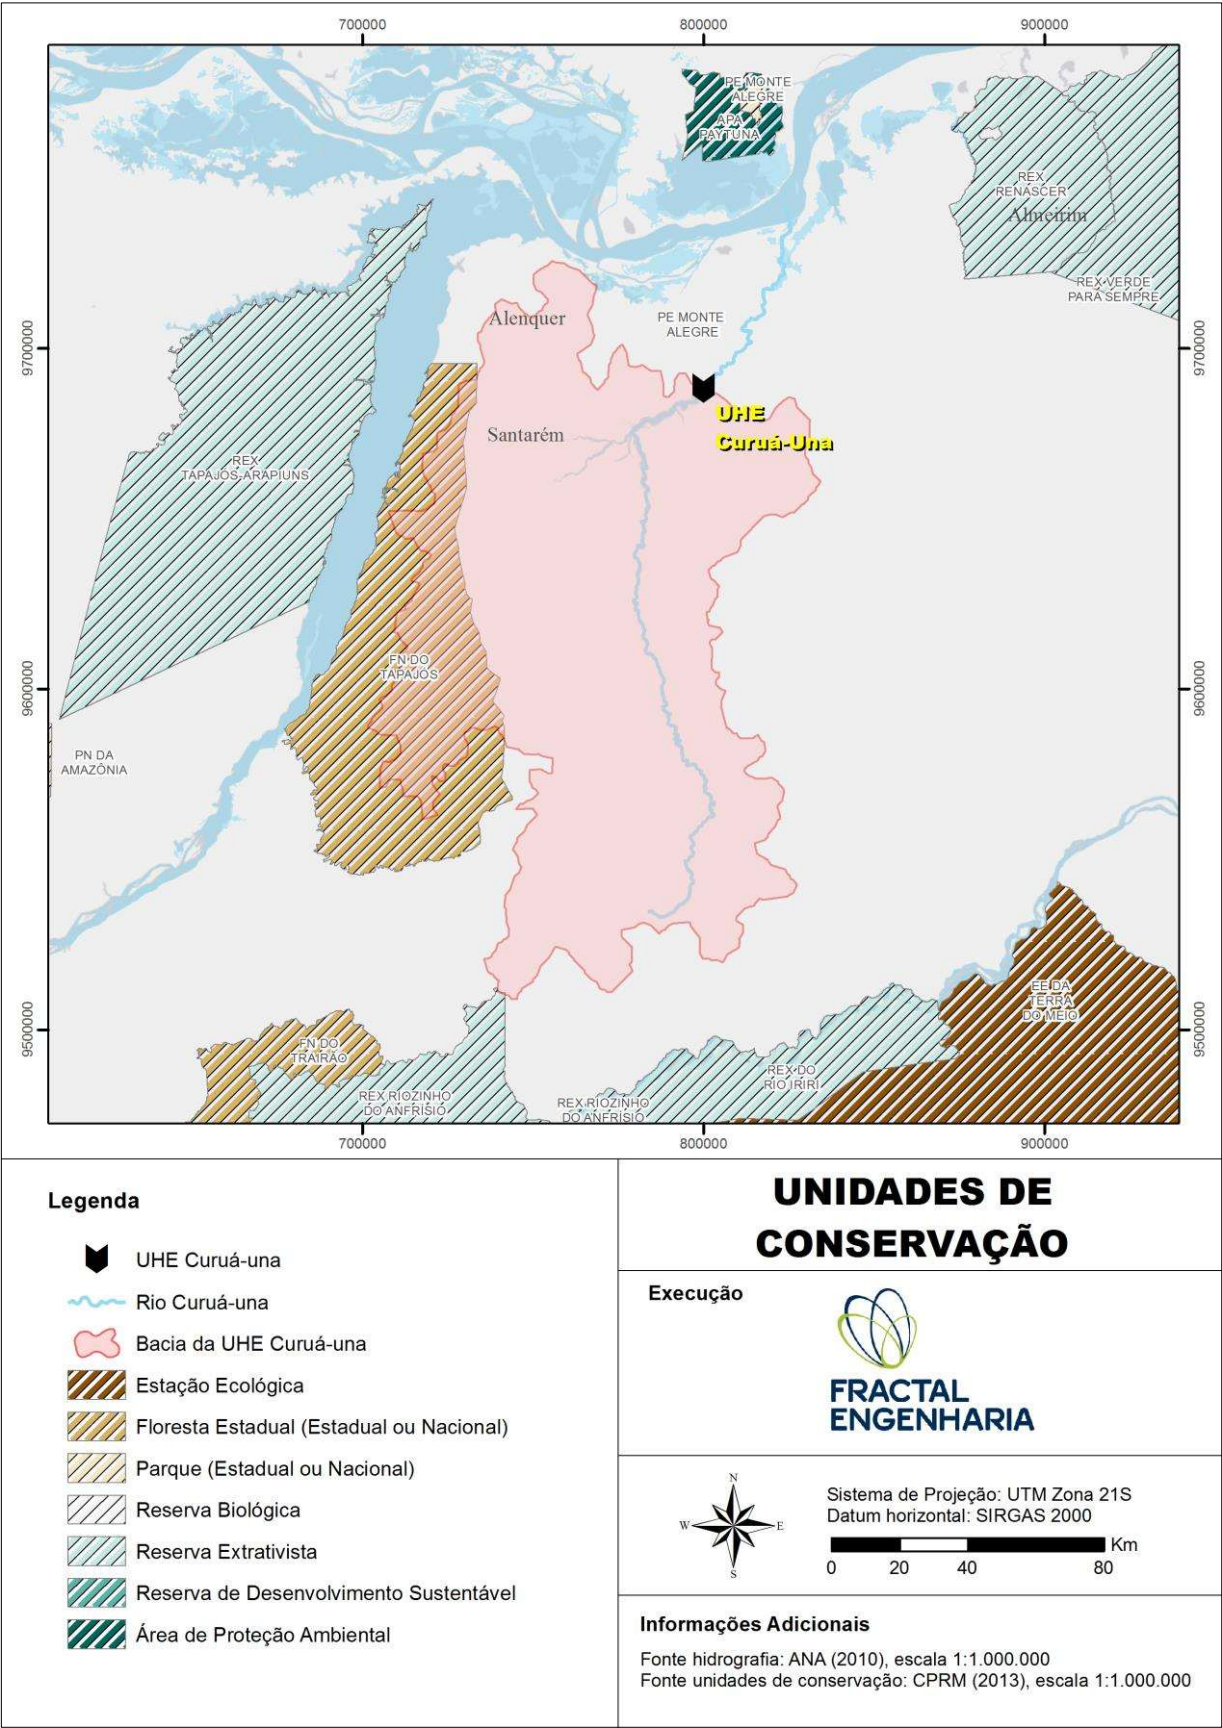 700000
800000
900000
PE MONTE
ALEGRE
APA
PAYTUNA
REX
RENASCER
Almeirim
REX VERDE
PARA SEMPRE
Alenquer
PE MONTE
ALEGRE
9700000
9700000
UHE
Curuá-Una
Santarém
REX
TAPAJÓS-ARAPIUNS
FN DO
TAPAJÓS
9600000
9600000
PN DA
AMAZÔNIA
EE DA
TERRA
DO MEIO
9500000
9500000
FN DO
TRAIRÃO
REX DO
RIO IRIRI
REX RIOZINHO
DO ANFRÍSIO
REX RIOZINHO
DO ANFRÍSIO
700000
800000
900000
Legenda
UHE Curuá-una
Rio Curuá-una
Bacia da UHE Curuá-una
Estação Ecológica
Floresta Estadual (Estadual ou Nacional)
Parque (Estadual ou Nacional)
Reserva Biológica
Reserva Extrativista
Reserva de Desenvolvimento Sustentável
Área de Proteção Ambiental
UNIDADES DE
CONSERVAÇÃO
Execução
FRACTAL
ENGENHARIA
N
W
E
S
Sistema de Projeção: UTM Zona 21S
Datum horizontal: SIRGAS 2000
Km
0 20 40 80
Informações Adicionais
Fonte hidrografia: ANA (2010), escala 1:1.000.000
Fonte unidades de conservação: CPRM (2013), escala 1:1.000.000